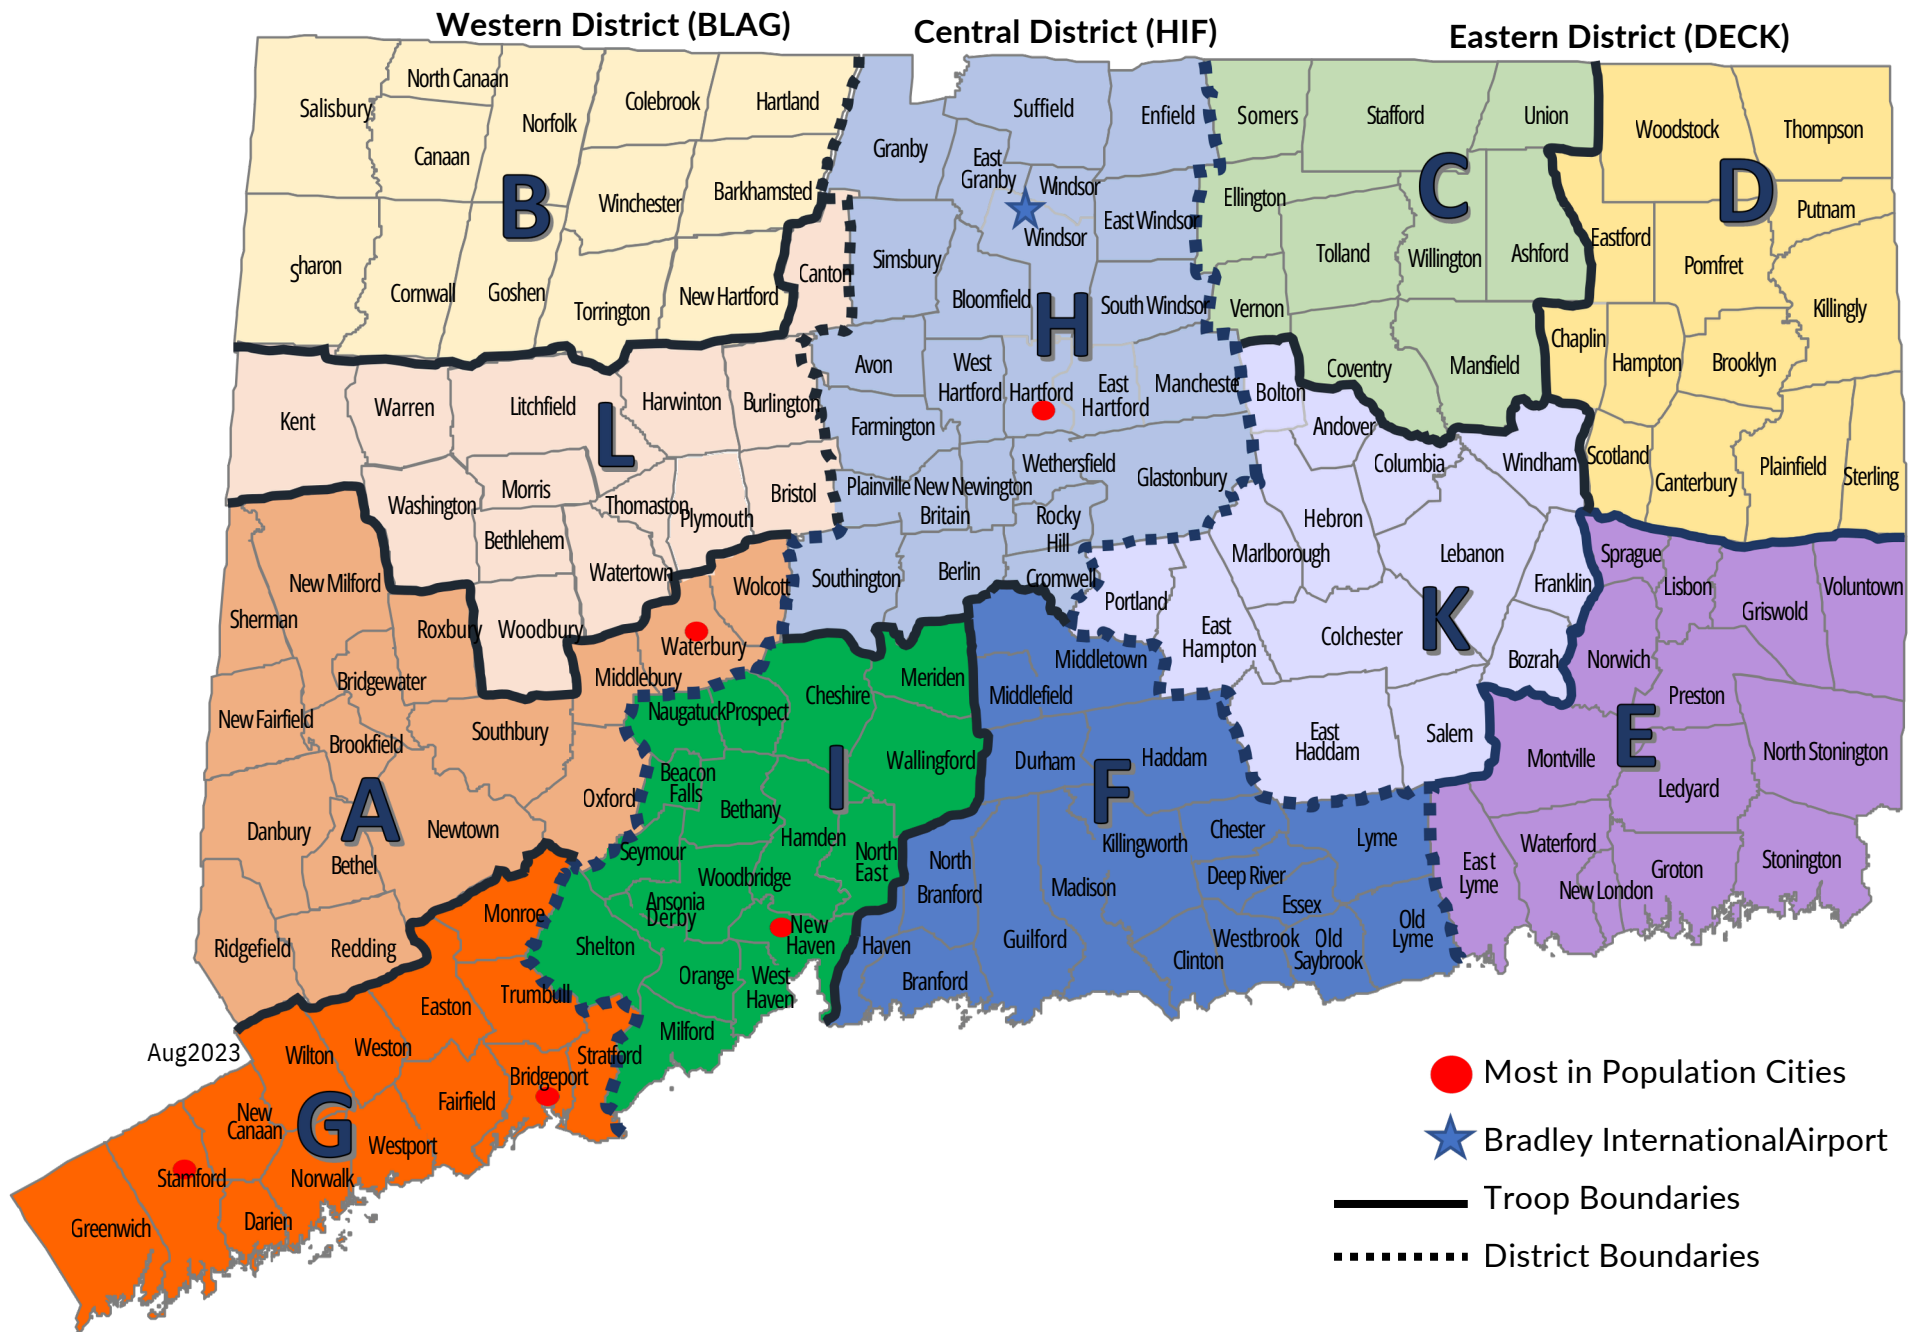 Western District (BLAG)
Central District (HIF)
Eastern District (DECK)
Salisbury
North Canaan
Canaan
Norfolk
Colebrook
Hartland
Winchester
Barkhamsted
B
Sharon
Cornwall
Goshen
Torrington
New Hartford
Canton
Granby
Suffield
Enfield
East
Granby
Windsor
Windsor
East Windsor
Simsbury
Bloomfield
South Windsor
H
Avon
West
Hartford
Hartford
East
Hartford
Mancheste
Farmington
Wethersfield
Glastonbury
Plainville
New
Britain
Newington
Rocky
Hill
Southington
Berlin
Cromwell
Somers
Stafford
Union
Ellington
C
Tolland
Willington
Ashford
Vernon
Coventry
Mansfield
Woodstock
Thompson
D
Putnam
Eastford
Pomfret
Killingly
Chaplin
Hampton
Brooklyn
Scotland
Canterbury
Plainfield
Sterling
Kent
Warren
Litchfield
Harwinton
Burlington
L
Washington
Morris
Thomaston
Plymouth
Bristol
Bethlehem
Watertown
Woodbury
Bolton
Andover
Columbia
Windham
Hebron
Marlborough
Lebanon
Franklin
Portland
East
Hampton
Colchester
K
Bozrah
East
Haddam
Salem
Sprague
Lisbon
Voluntown
Griswold
Norwich
Preston
E
Montville
North Stonington
Ledyard
Waterford
East
Lyme
New London
Groton
Stonington
New Milford
Sherman
Roxbury
Wolcott
Waterbury
Middlebury
Bridgewater
New Fairfield
Brookfield
Southbury
Oxford
A
Danbury
Newtown
Bethel
Ridgefield
Redding
Naugatuck
Prospect
Cheshire
Meriden
Wallingford
Beacon
Falls
Bethany
I
Hamden
North
East
Seymour
Woodbridge
Ansonia
Derby
Shelton
New
Haven
Orange
West
Haven
Milford
Middletown
Middlefield
Durham
Haddam
F
Killingworth
Chester
Lyme
North
Branford
Madison
Deep River
Essex
Haven
Guilford
Clinton
Westbrook
Old
Saybrook
Old
Lyme
Branford
Monroe
Trumbull
Easton
Weston
Wilton
Stratford
Bridgeport
Fairfield
New
Canaan
G
Westport
Norwalk
Stamford
Darien
Greenwich
Aug2023
Most in Population Cities
Bradley InternationalAirport
Troop Boundaries
District Boundaries